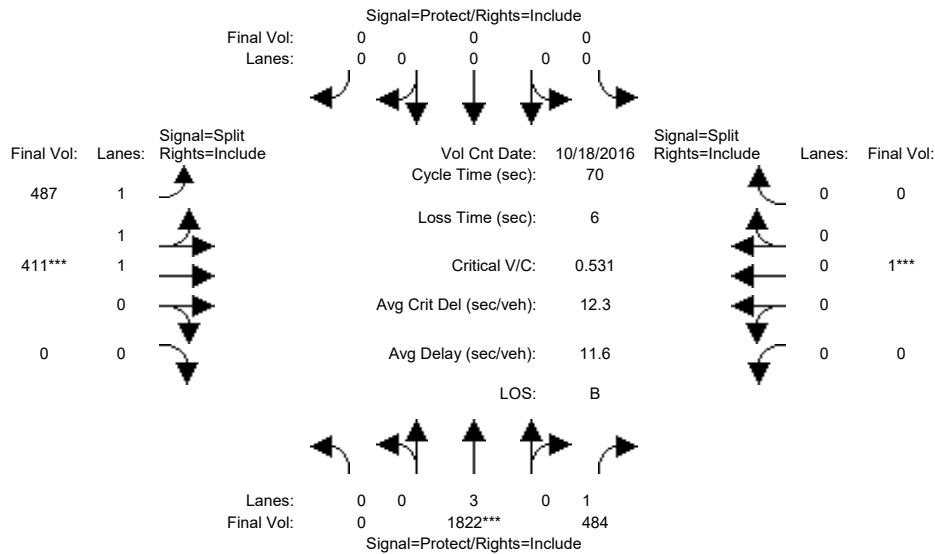 Signal=Protect/Rights=Include
Final Vol: 0 0 0
Lanes: 0 0 0 0 0
Signal=Split Signal=Split
Final Vol: Lanes: Rights=Include Vol Cnt Date: 10/18/2016 Rights=Include Lanes: Final Vol:
Cycle Time (sec): 70
487 1 0 0
Loss Time (sec): 6
1 0
411*** 1 Critical V/C: 0.531 0 1***
0 Avg Crit Del (sec/veh): 12.3 0
0 0 Avg Delay (sec/veh): 11.6 0 0
LOS: B
Lanes: 0 0 3 0 1
Final Vol: 0 1822*** 484
Signal=Protect/Rights=Include